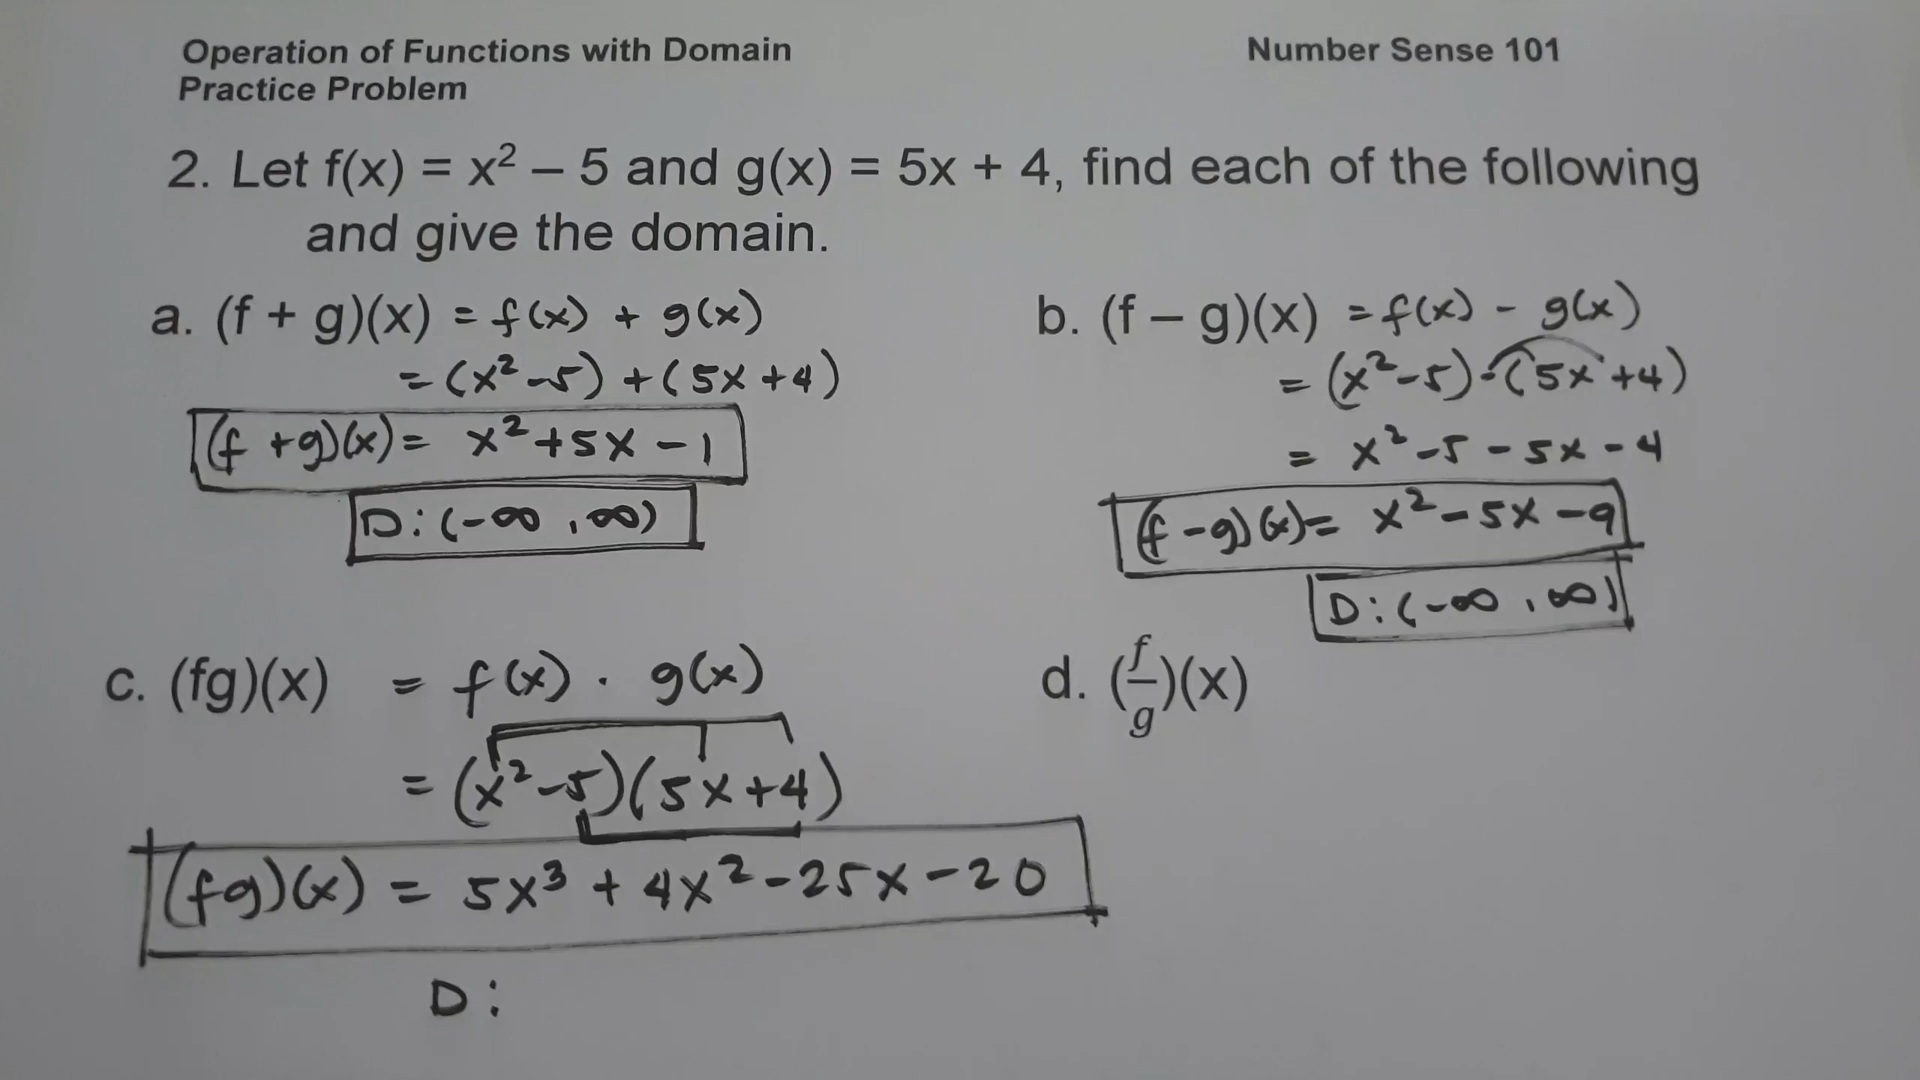 Operation of Functions with Domain
Practice Problem
Number Sense 101
2. Let f(x) = x² – 5 and g(x) = 5x + 4, find each of the following
and give the domain.
a. (f + g)(x) = f(x) + g(x)
= (x² - 5) + (5x + 4)
(f + g)(x) = x² + 5x - 1
D: (-∞, ∞)
b. (f – g)(x) = f(x) - g(x)
= (x² - 5) - (5x + 4)
= x² - 5 - 5x - 4
(f - g)(x) = x² - 5x - 9
D: (-∞, ∞)
c. (fg)(x) = f(x) · g(x)
= (x² - 5)(5x + 4)
(fg)(x) = 5x³ + 4x² - 25x - 20
D:
d. (f/g)(x)